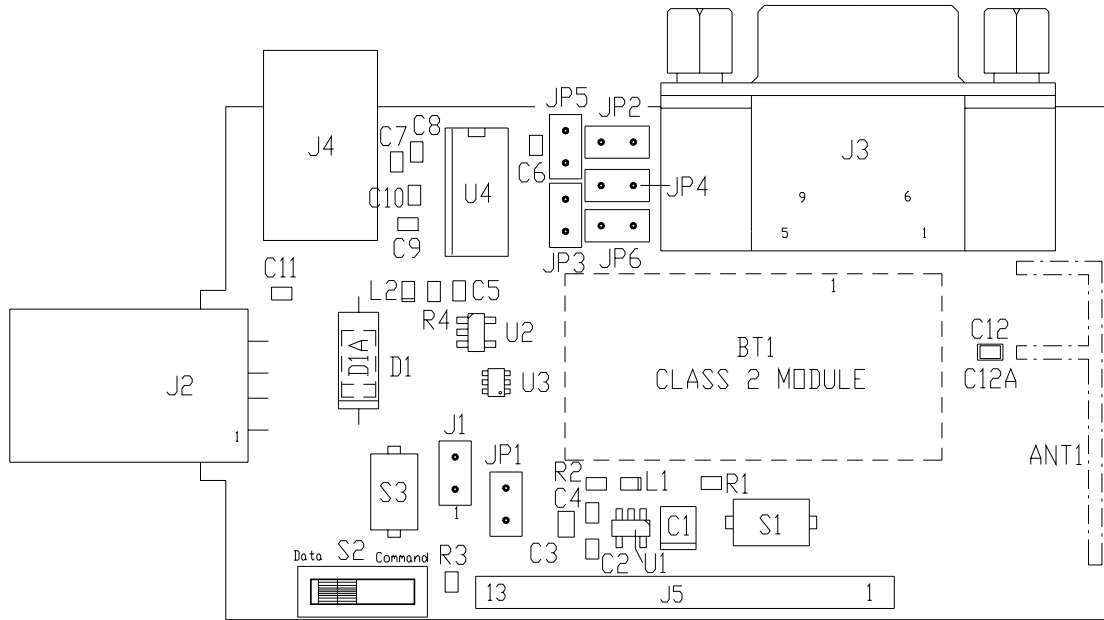 JP5
JP2
C7
C8
J4
J3
C6
C10
U4
JP4
9
6
5
1
C9
JP3
JP6
C11
L2
C5
1
R4
U2
C12
BT1
D1A
D1
CLASS 2 MODULE
C12A
J2
U3
J1
1
JP1
ANT1
R2
L1
R1
S3
C4
1
C1
S1
C3
C2
U1
Data
S2
Command
R3
13
J5
1